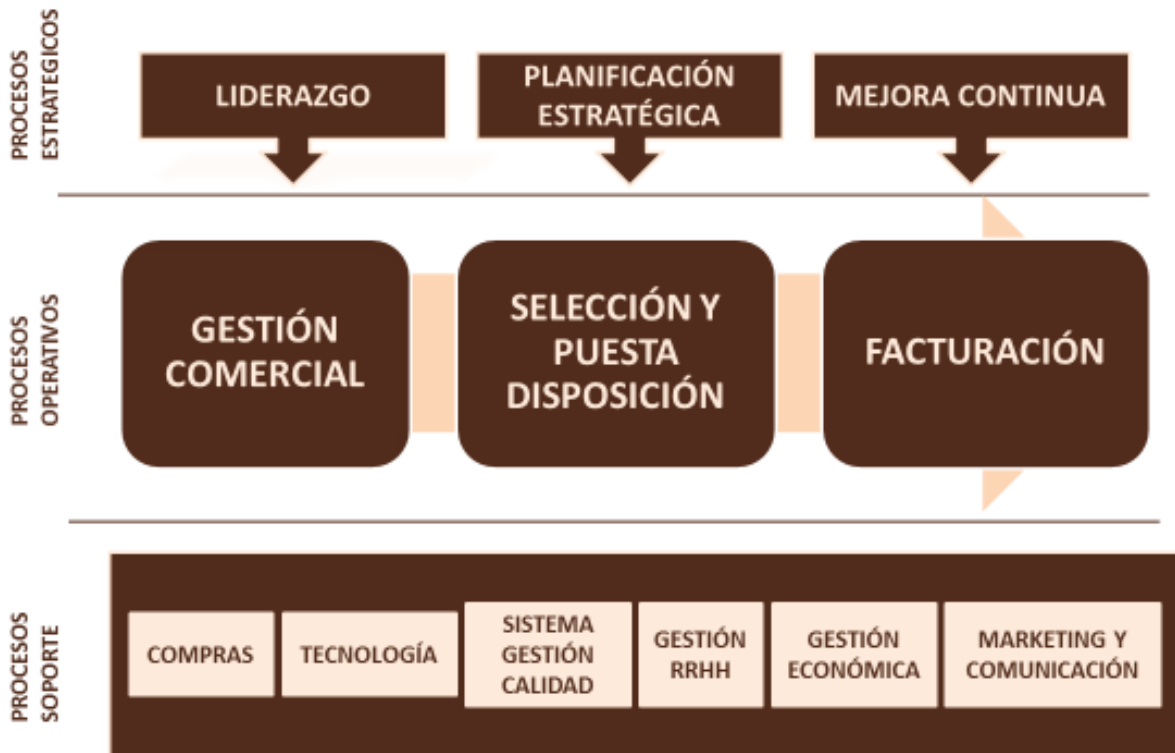 PROCESOS
ESTRATEGICOS
LIDERAZGO
PLANIFICACIÓN
ESTRATÉGICA
MEJORA CONTINUA
PROCESOS
OPERATIVOS
GESTIÓN
COMERCIAL
SELECCIÓN Y
PUESTA
DISPOSICIÓN
FACTURACIÓN
PROCESOS
SOPORTE
COMPRAS
TECNOLOGÍA
SISTEMA
GESTIÓN
CALIDAD
GESTIÓN
RRHH
GESTIÓN
ECONÓMICA
MARKETING Y
COMUNICACIÓN